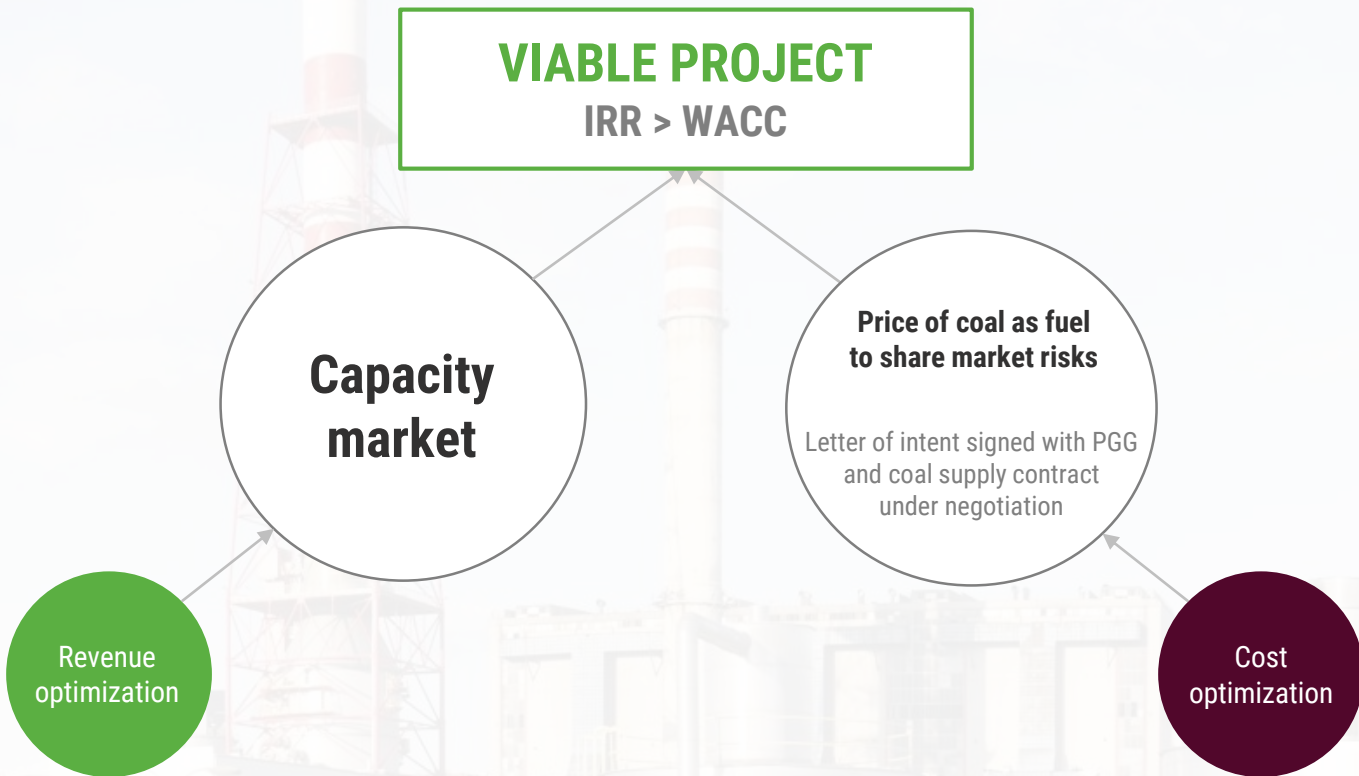 VIABLE PROJECT
IRR > WACC
Capacity
market
Price of coal as fuel
to share market risks
Letter of intent signed with PGG
and coal supply contract
under negotiation
Revenue
optimization
Cost
optimization